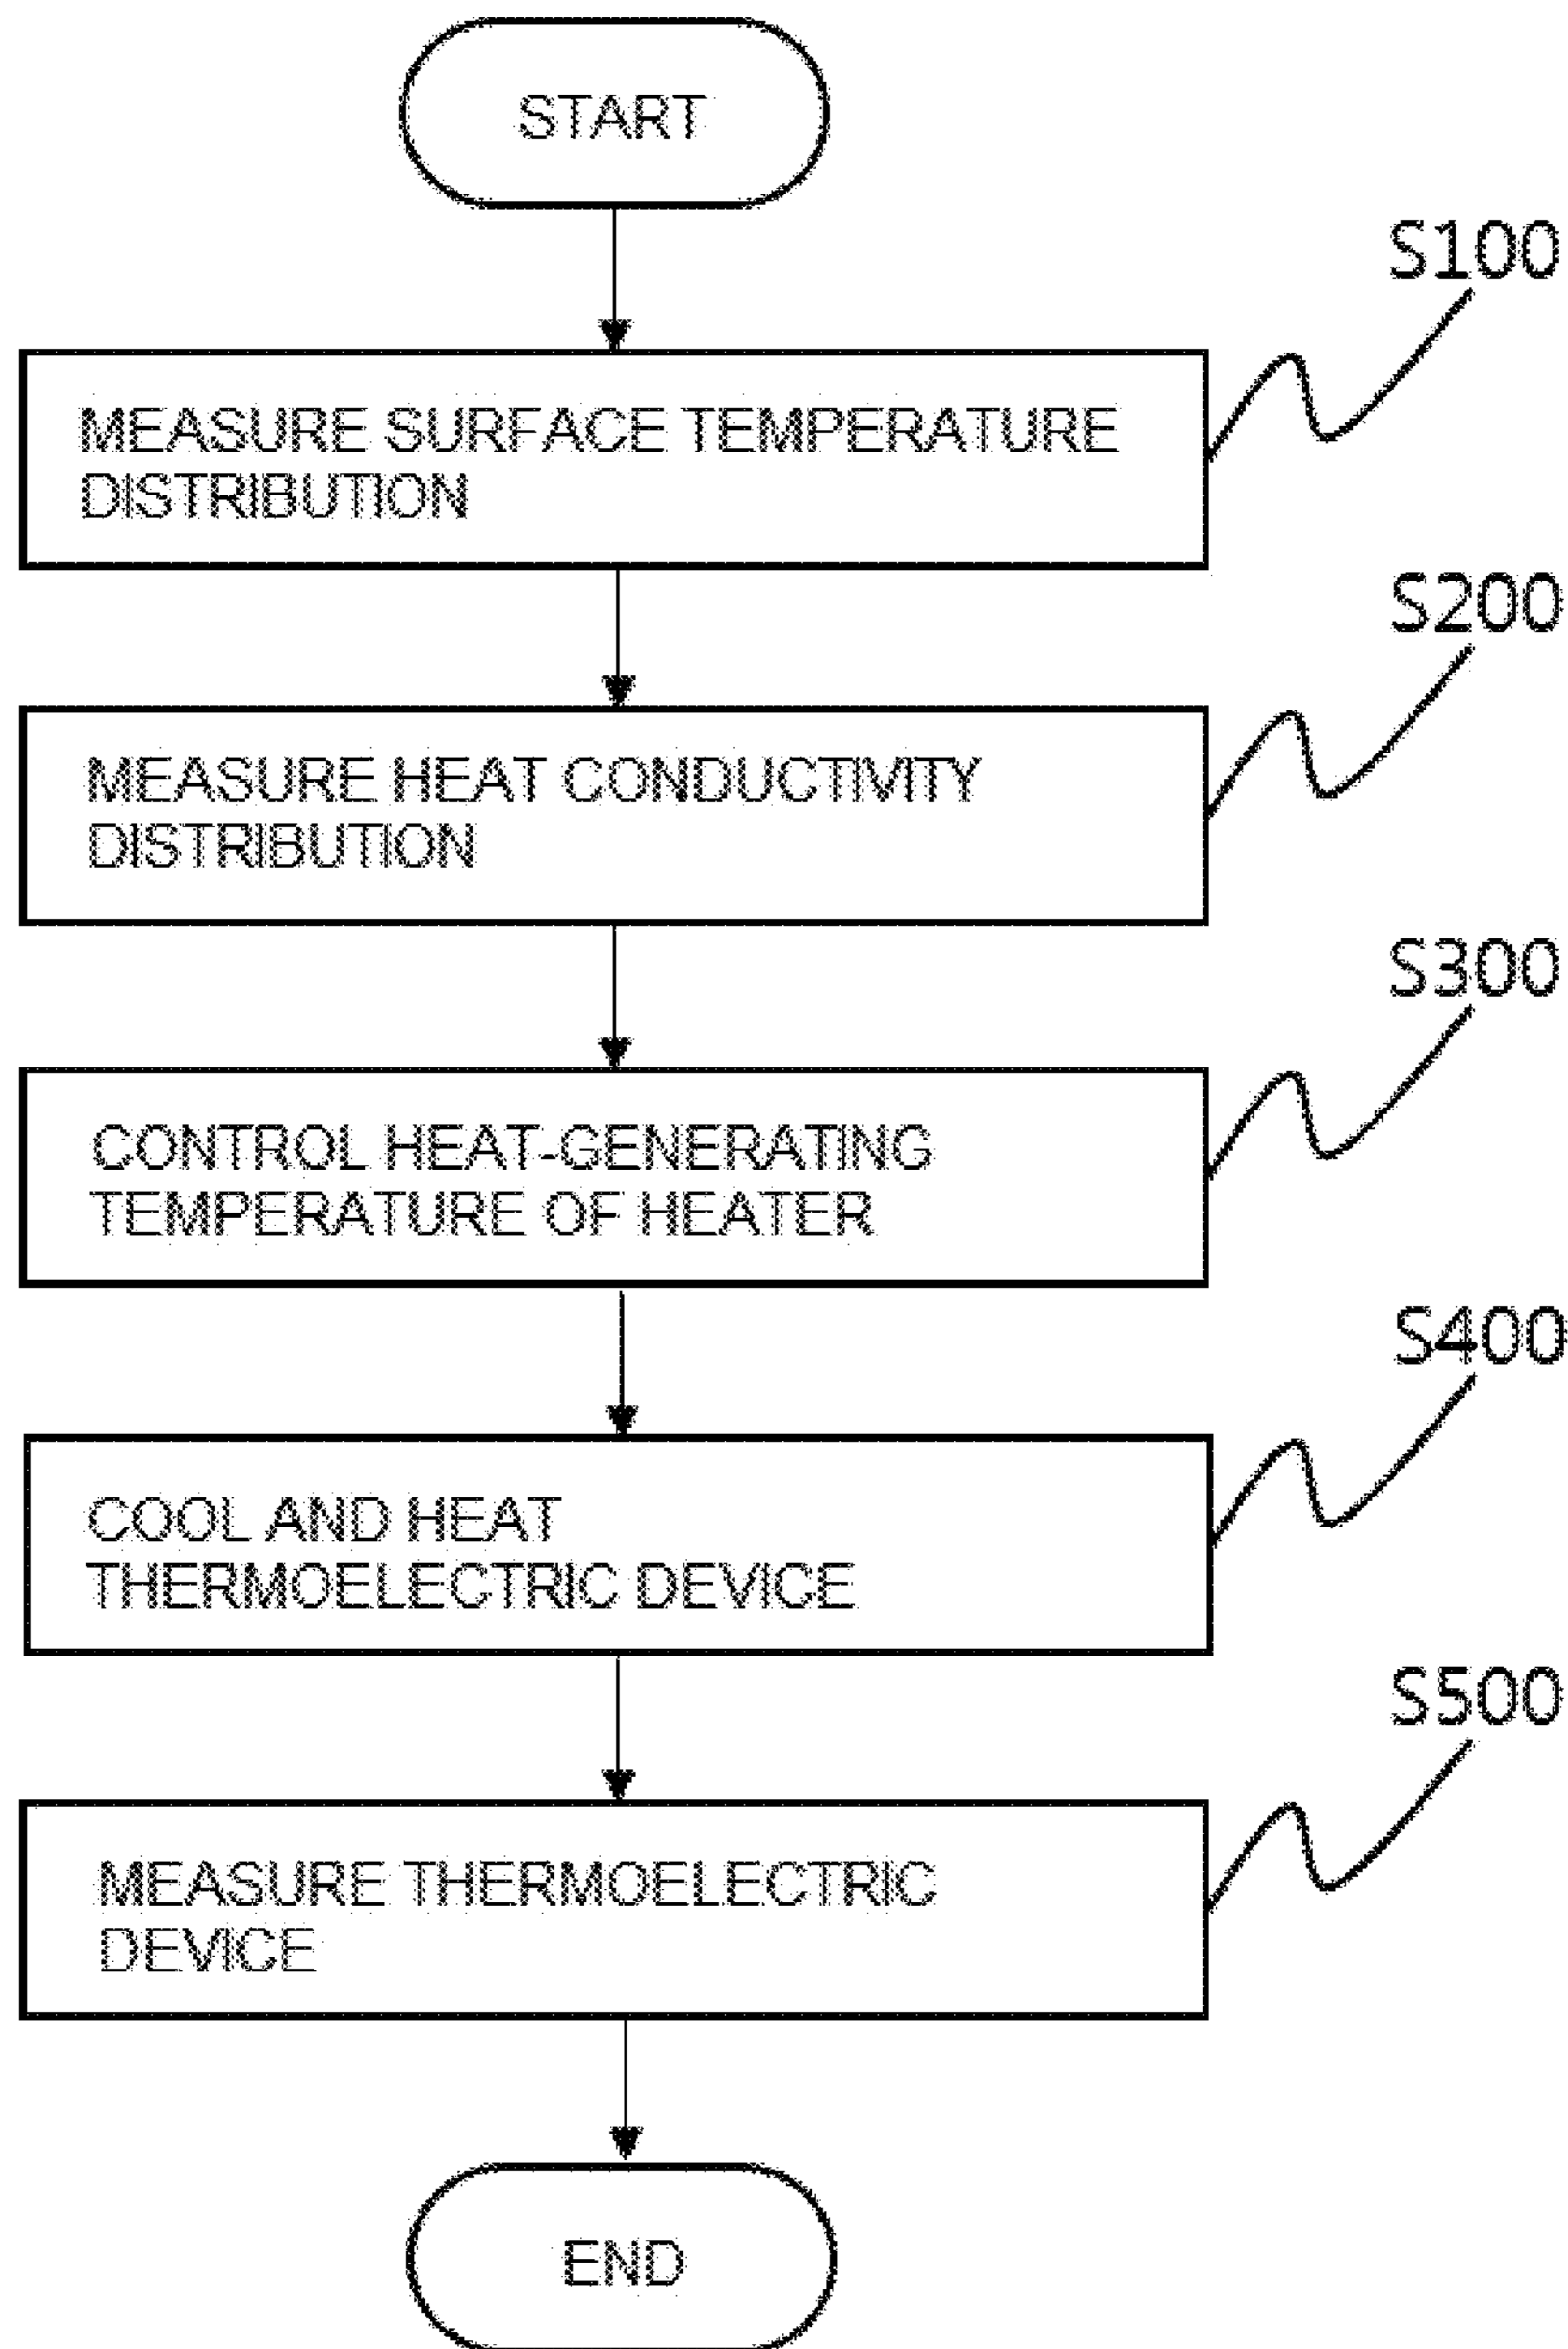 START
S100
MEASURE SURFACE TEMPERATURE
DISTRIBUTION
S200
MEASURE HEAT CONDUCTIVITY
DISTRIBUTION
S300
CONTROL HEAT-GENERATING
TEMPERATURE OF HEATER
S400
COOL AND HEAT
THERMOELECTRIC DEVICE
S500
MEASURE THERMOELECTRIC
DEVICE
END